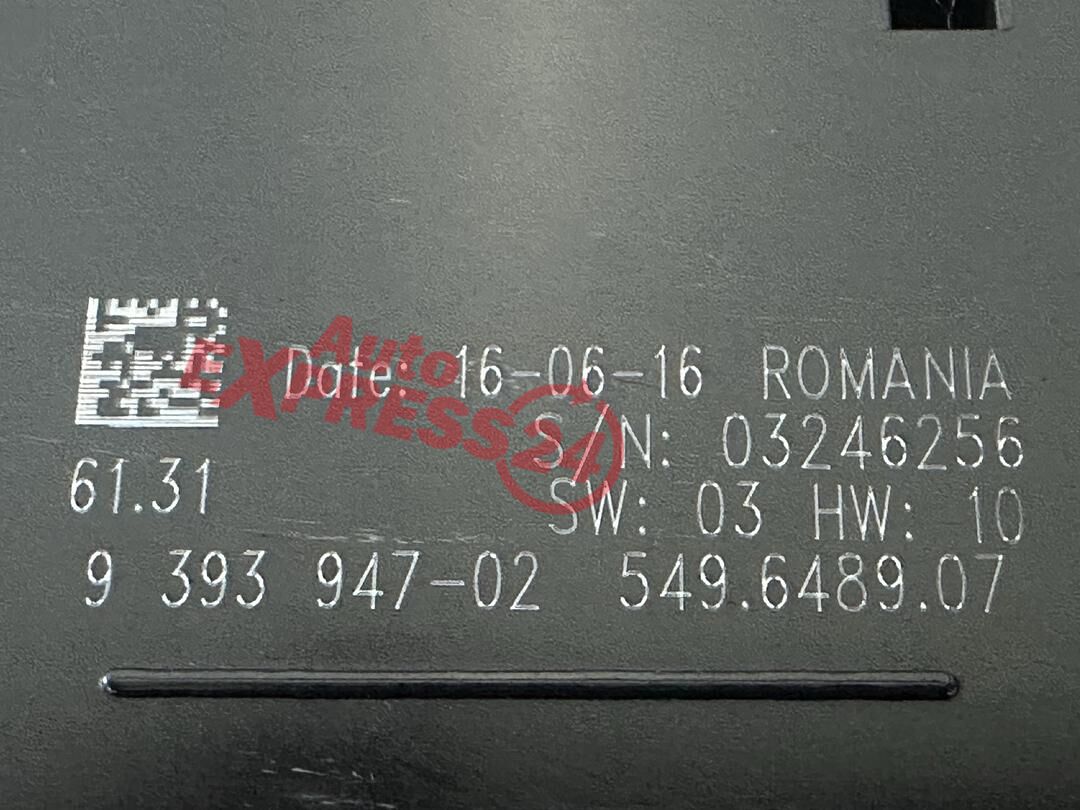 Date: 16-06-16 ROMANIA
S/N: 03246256
61.31
SW: 03 HW: 10
9 393 947-02 549.6489.07
Auto
EXPRESS24